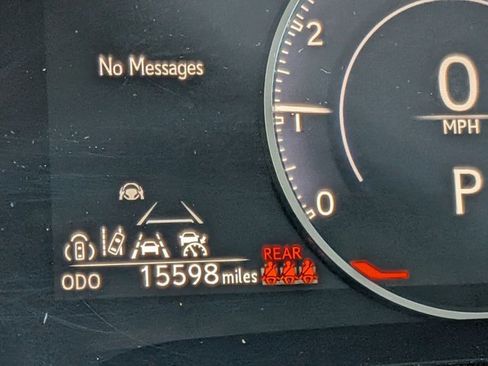 No Messages
2
1
0
0
MPH
P
REAR
ODO 15598 miles